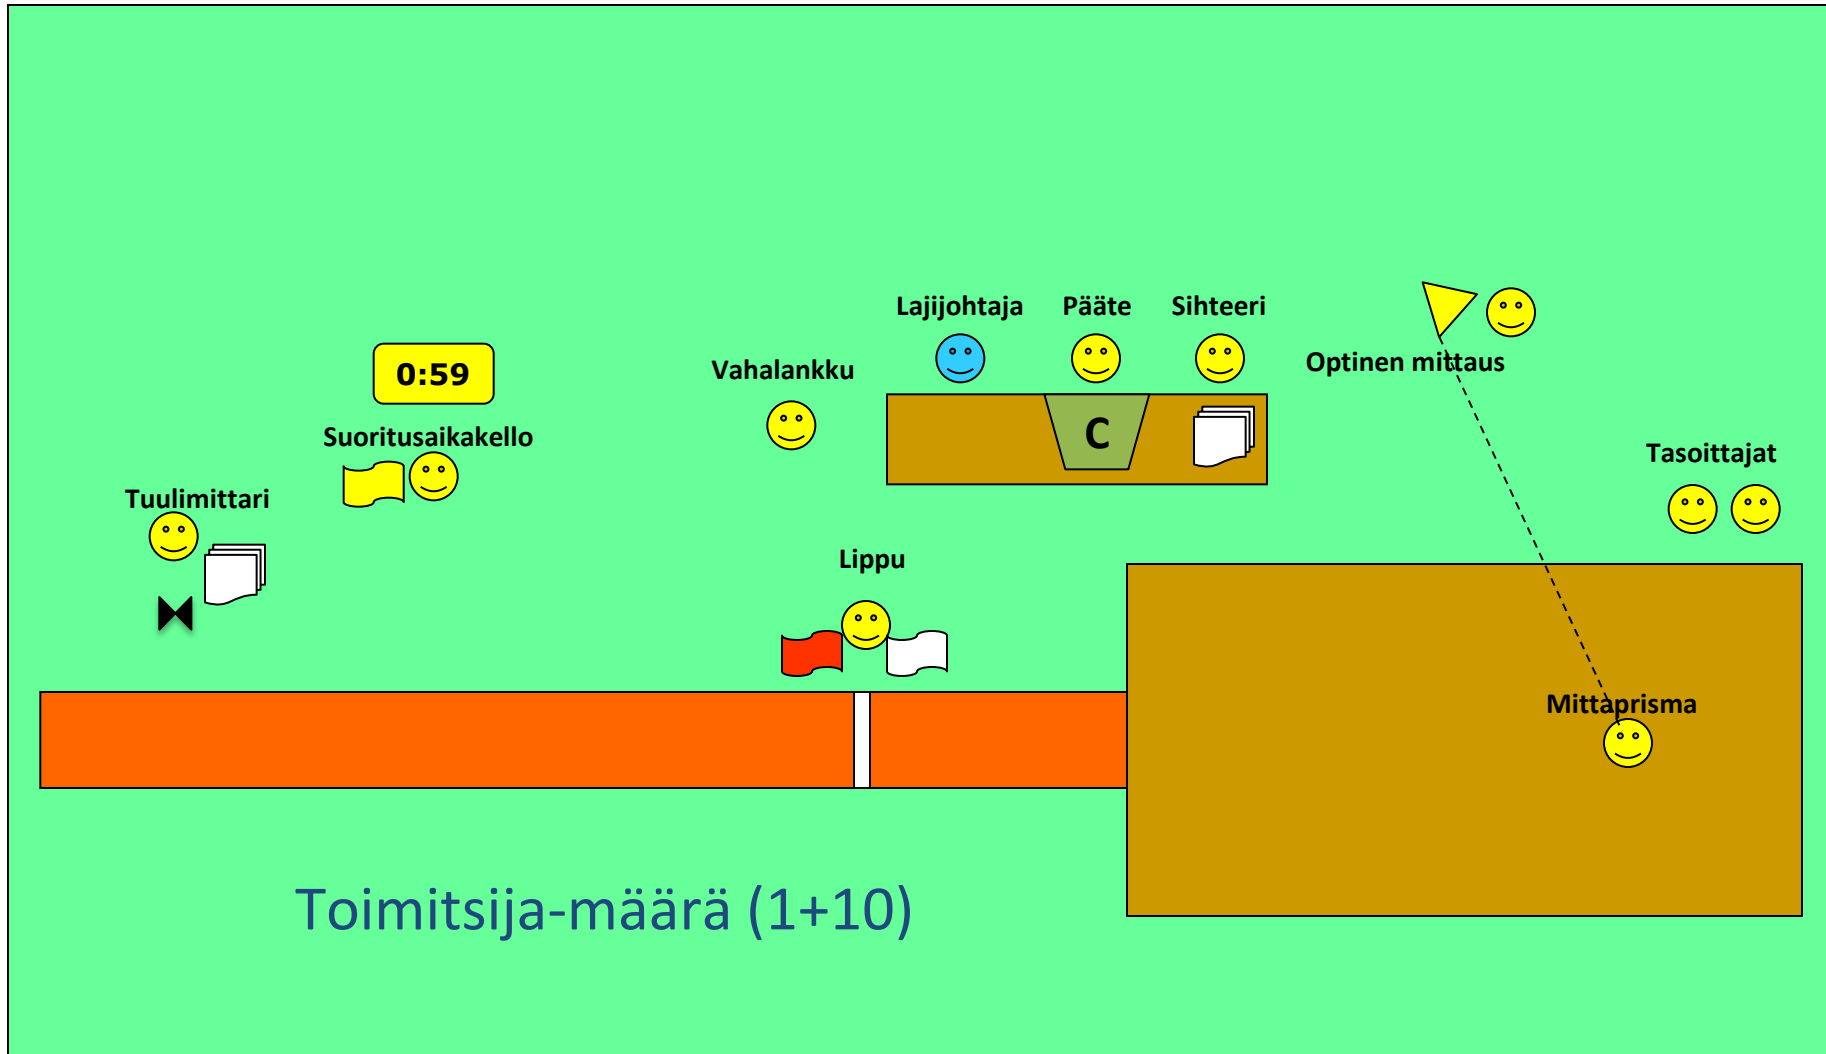 Lajijohtaja
Pääte
Sihteeri
Optinen mittaus
0:59
Vahalankku
Suoritusaikakello
C
Tasoittajat
Tuulimittari
Lippu
Mittaprisma
Toimitsija-määrä (1+10)